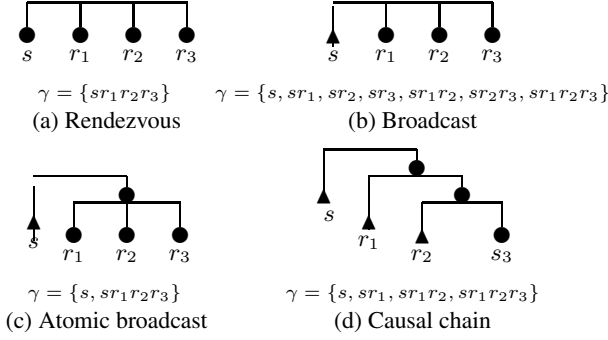 s r₁ r₂ r₃ s r₁ r₂ r₃
γ = {sr₁r₂r₃} γ = {s, sr₁, sr₂, sr₃, sr₁r₂, sr₂r₃, sr₁r₂r₃}
(a) Rendezvous (b) Broadcast
s r₁ r₂ r₃ s r₁ r₂ s₃
γ = {s, sr₁r₂r₃} γ = {s, sr₁, sr₁r₂, sr₁r₂r₃}
(c) Atomic broadcast (d) Causal chain